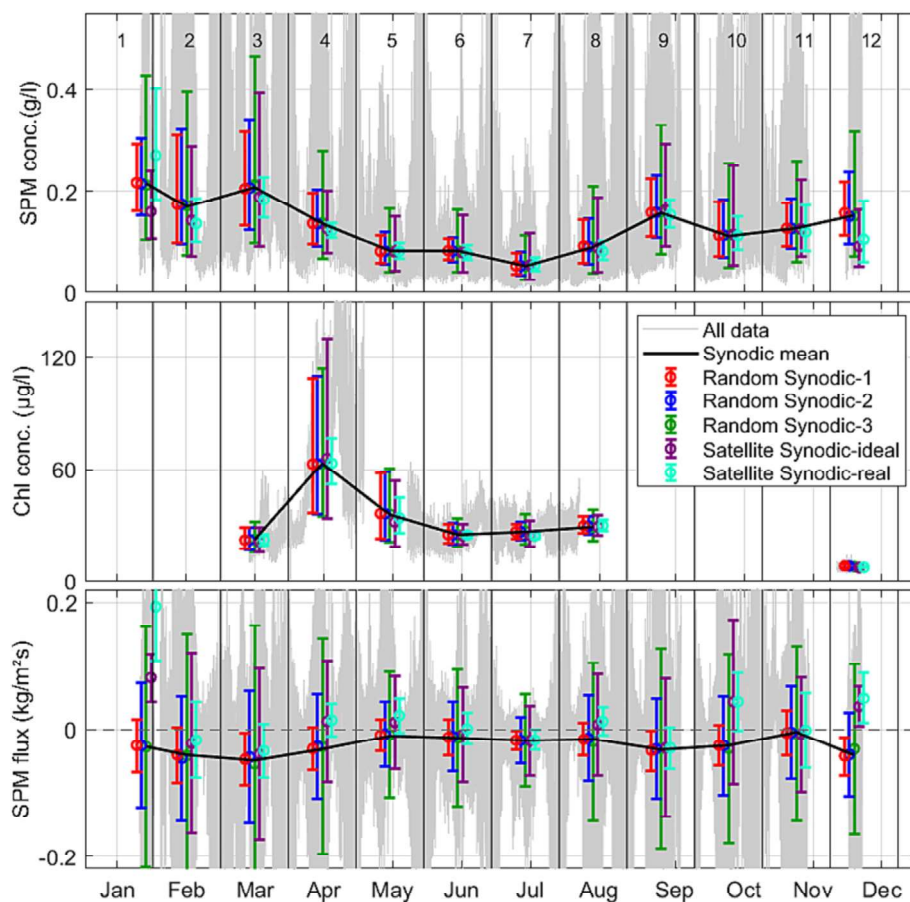 1 2 3 4 5 6 7 8 9 10 11 12
SPM conc.(g/l)
0.4
0.2
0
Chl conc. (µg/l)
120
60
0
All data
Synodic mean
Random Synodic-1
Random Synodic-2
Random Synodic-3
Satellite Synodic-ideal
Satellite Synodic-real
SPM flux (kg/m²s)
0.2
0
-0.2
Jan Feb Mar Apr May Jun Jul Aug Sep Oct Nov Dec